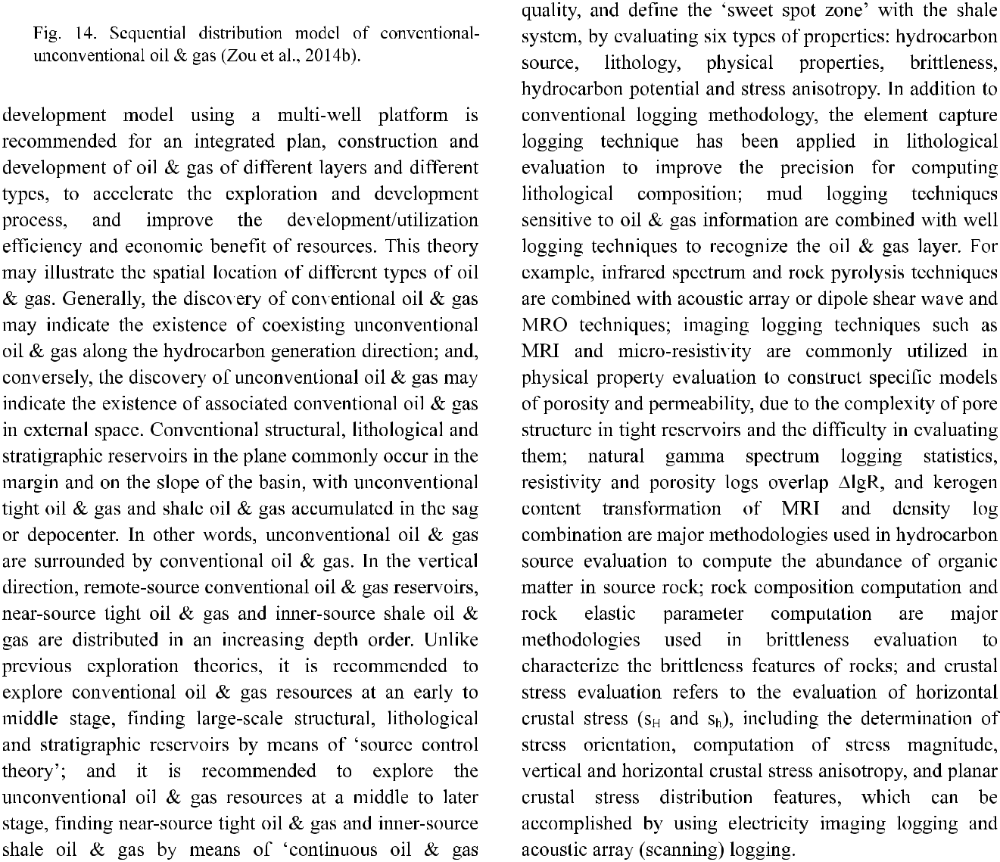 Fig. 14. Sequential distribution model of conventional-
unconventional oil & gas (Zou et al., 2014b).
development model using a multi-well platform is
recommended for an integrated plan, construction and
development of oil & gas of different layers and different
types, to accelerate the exploration and development
process, and improve the development/utilization
efficiency and economic benefit of resources. This theory
may illustrate the spatial location of different types of oil
& gas. Generally, the discovery of conventional oil & gas
may indicate the existence of coexisting unconventional
oil & gas along the hydrocarbon generation direction; and,
conversely, the discovery of unconventional oil & gas may
indicate the existence of associated conventional oil & gas
in external space. Conventional structural, lithological and
stratigraphic reservoirs in the plane commonly occur in the
margin and on the slope of the basin, with unconventional
tight oil & gas and shale oil & gas accumulated in the sag
or depocenter. In other words, unconventional oil & gas
are surrounded by conventional oil & gas. In the vertical
direction, remote-source conventional oil & gas reservoirs,
near-source tight oil & gas and inner-source shale oil &
gas are distributed in an increasing depth order. Unlike
previous exploration theories, it is recommended to
explore conventional oil & gas resources at an early to
middle stage, finding large-scale structural, lithological
and stratigraphic reservoirs by means of ‘source control
theory’; and it is recommended to explore the
unconventional oil & gas resources at a middle to later
stage, finding near-source tight oil & gas and inner-source
shale oil & gas by means of ‘continuous oil & gas
quality, and define the ‘sweet spot zone’ with the shale
system, by evaluating six types of properties: hydrocarbon
source, lithology, physical properties, brittleness,
hydrocarbon potential and stress anisotropy. In addition to
conventional logging methodology, the element capture
logging technique has been applied in lithological
evaluation to improve the precision for computing
lithological composition; mud logging techniques
sensitive to oil & gas information are combined with well
logging techniques to recognize the oil & gas layer. For
example, infrared spectrum and rock pyrolysis techniques
are combined with acoustic array or dipole shear wave and
MRO techniques; imaging logging techniques such as
MRI and micro-resistivity are commonly utilized in
physical property evaluation to construct specific models
of porosity and permeability, due to the complexity of pore
structure in tight reservoirs and the difficulty in evaluating
them; natural gamma spectrum logging statistics,
resistivity and porosity logs overlap ΔlgR, and kerogen
content transformation of MRI and density log
combination are major methodologies used in hydrocarbon
source evaluation to compute the abundance of organic
matter in source rock; rock composition computation and
rock elastic parameter computation are major
methodologies used in brittleness evaluation to
characterize the brittleness features of rocks; and crustal
stress evaluation refers to the evaluation of horizontal
crustal stress (sH and sh), including the determination of
stress orientation, computation of stress magnitude,
vertical and horizontal crustal stress anisotropy, and planar
crustal stress distribution features, which can be
accomplished by using electricity imaging logging and
acoustic array (scanning) logging.